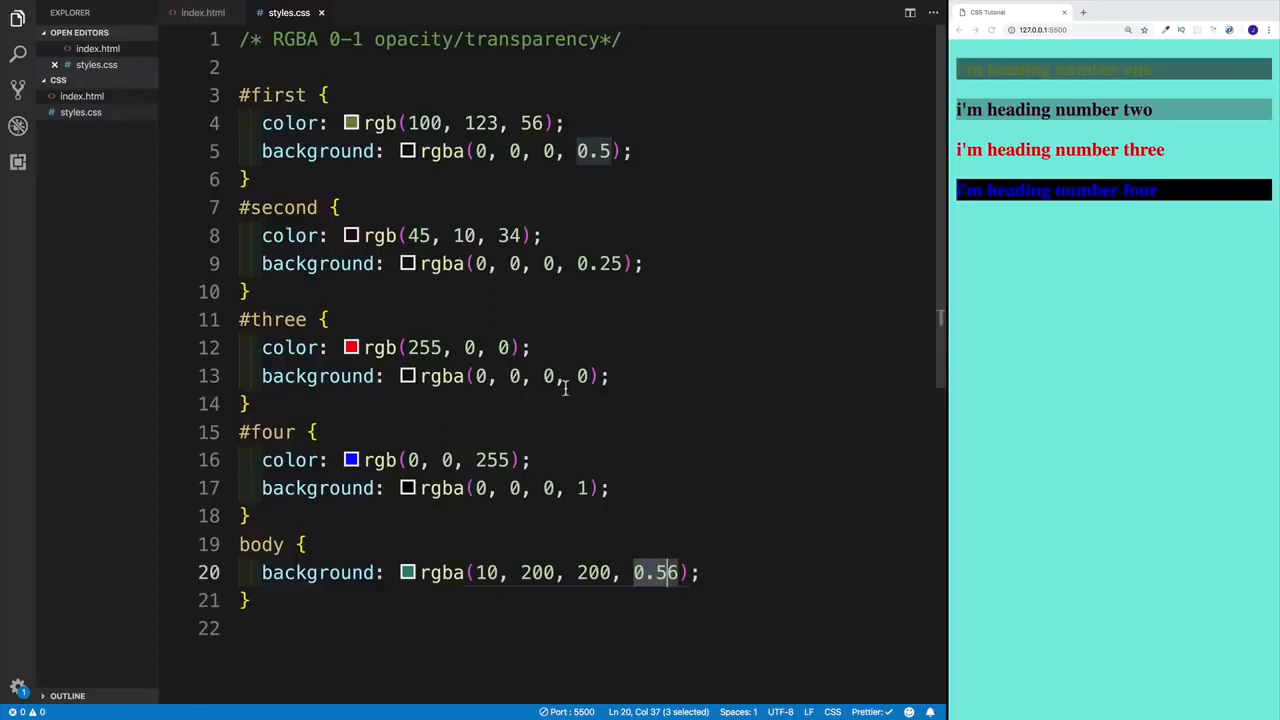 index.html
styles.css
EXPLORER
OPEN EDITORS
index.html
styles.css
CSS
index.html
styles.css
OUTLINE
1 /* RGBA 0-1 opacity/transparency*/
2
3 #first {
4 color: rgb(100, 123, 56);
5 background: rgba(0, 0, 0, 0.5);
6 }
7 #second {
8 color: rgb(45, 10, 34);
9 background: rgba(0, 0, 0, 0.25);
10 }
11 #three {
12 color: rgb(255, 0, 0);
13 background: rgba(0, 0, 0, 0);
14 }
15 #four {
16 color: rgb(0, 0, 255);
17 background: rgba(0, 0, 0, 1);
18 }
19 body {
20 background: rgba(10, 200, 200, 0.56);
21 }
22
CSS Tutorial
127.0.0.1:5500
i'm heading number one
i'm heading number two
i'm heading number three
i'm heading number four
1
0 0 Port : 5500 Ln 20, Col 37 (3 selected) Spaces: 1 UTF-8 LF CSS Prettier: ✓